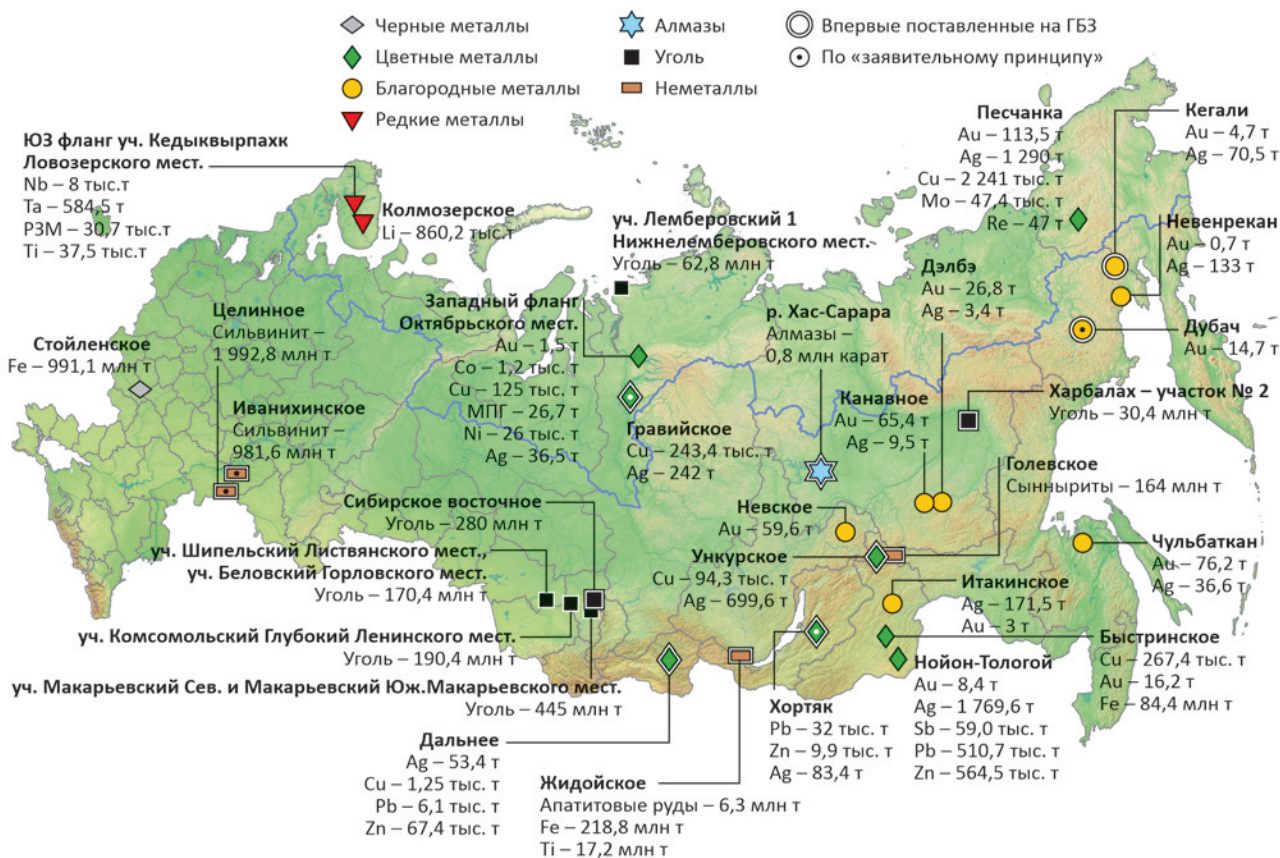 Черные металлы
Цветные металлы
Благородные металлы
Редкие металлы
Алмазы
Уголь
Неметаллы
Впервые поставленные на ГБЗ
По «заявительному принципу»
ЮЗ фланг уч. Кедыквырпахк
Ловозерского мест.
Nb – 8 тыс.т
Ta – 584,5 т
РЗМ – 30,7 тыс.т
Ti – 37,5 тыс.т
Колмозерское
Li – 860,2 тыс.т
уч. Лемберовский 1
Нижнелемберовского мест.
Уголь – 62,8 млн т
Песчанка
Au – 113,5 т
Ag – 1 290 т
Cu – 2 241 тыс. т
Mo – 47,4 тыс. т
Re – 47 т
Кегали
Au – 4,7 т
Ag – 70,5 т
Невенрекан
Au – 0,7 т
Ag – 133 т
Дубач
Au – 14,7 т
Дэлбэ
Au – 26,8 т
Ag – 3,4 т
р. Хас-Сарара
Алмазы –
0,8 млн карат
Западный фланг
Октябрьского мест.
Au – 1,5 т
Co – 1,2 тыс. т
Cu – 125 тыс. т
МПГ – 26,7 т
Ni – 26 тыс. т
Ag – 36,5 т
Целинное
Сильвинит –
1 992,8 млн т
Стойленское
Fe – 991,1 млн т
Иванихинское
Сильвинит –
981,6 млн т
Гравийское
Cu – 243,4 тыс. т
Ag – 242 т
Канавное
Au – 65,4 т
Ag – 9,5 т
Харбалах – участок № 2
Уголь – 30,4 млн т
Голевское
Сынныриты – 164 млн т
Сибирское восточное
Уголь – 280 млн т
Невское
Au – 59,6 т
уч. Шипельский Листвянского мест.,
уч. Беловский Горловского мест.
Уголь – 170,4 млн т
Ункурское
Cu – 94,3 тыс. т
Ag – 699,6 т
Чульбаткан
Au – 76,2 т
Ag – 36,6 т
Итакинское
Ag – 171,5 т
Au – 3 т
уч. Комсомольский Глубокий Ленинского мест.
Уголь – 190,4 млн т
Быстринское
Cu – 267,4 тыс. т
Au – 16,2 т
Fe – 84,4 млн т
уч. Макарьевский Сев. и Макарьевский Юж.Макарьевского мест.
Уголь – 445 млн т
Нойон-Тологой
Au – 8,4 т
Ag – 1 769,6 т
Sb – 59,0 тыс. т
Pb – 510,7 тыс. т
Zn – 564,5 тыс. т
Хортяк
Pb – 32 тыс. т
Zn – 9,9 тыс. т
Ag – 83,4 т
Дальнее
Ag – 53,4 т
Cu – 1,25 тыс. т
Pb – 6,1 тыс. т
Zn – 67,4 тыс. т
Жидойское
Апатитовые руды – 6,3 млн т
Fe – 218,8 млн т
Ti – 17,2 млн т